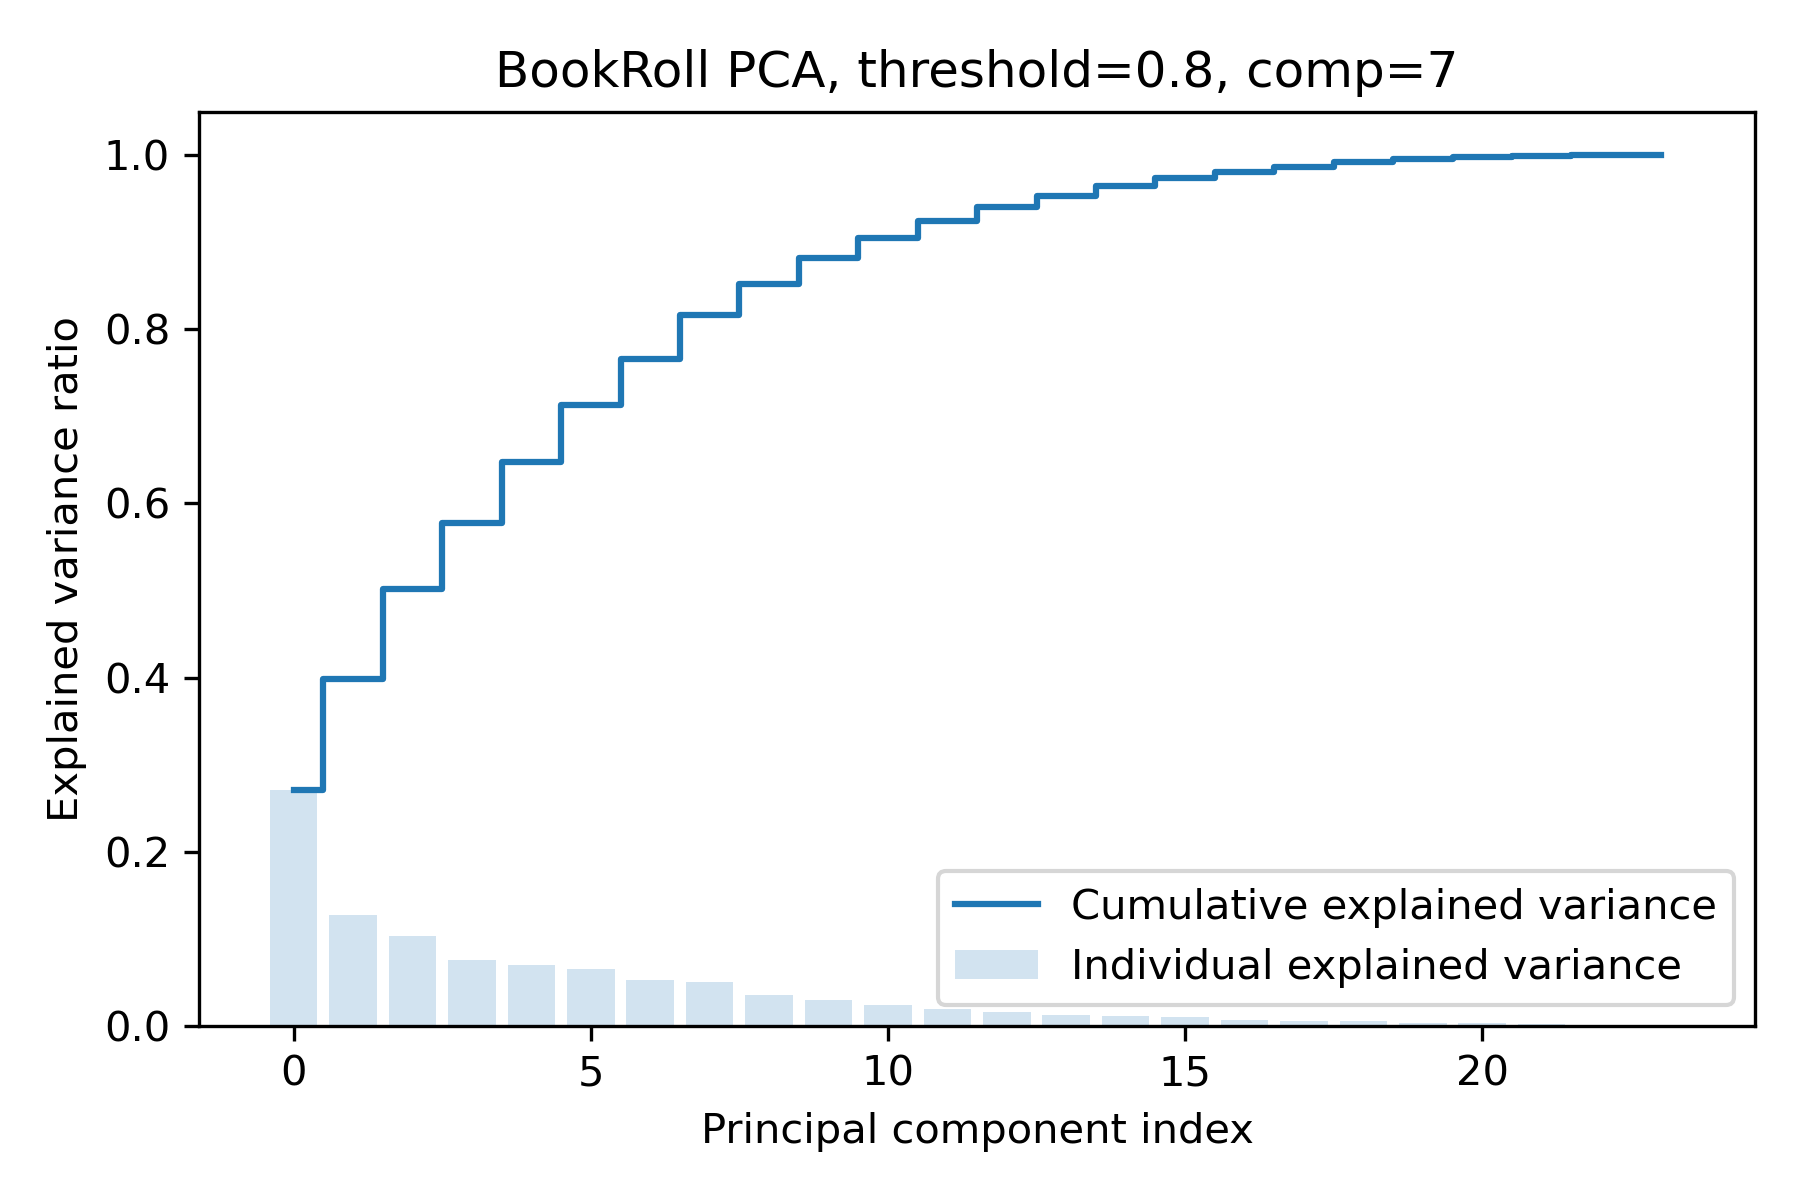 BookRoll PCA, threshold=0.8, comp=7
1.0
0.8
0.6
0.4
0.2
0.0
Explained variance ratio
Cumulative explained variance
Individual explained variance
0 5 10 15 20
Principal component index